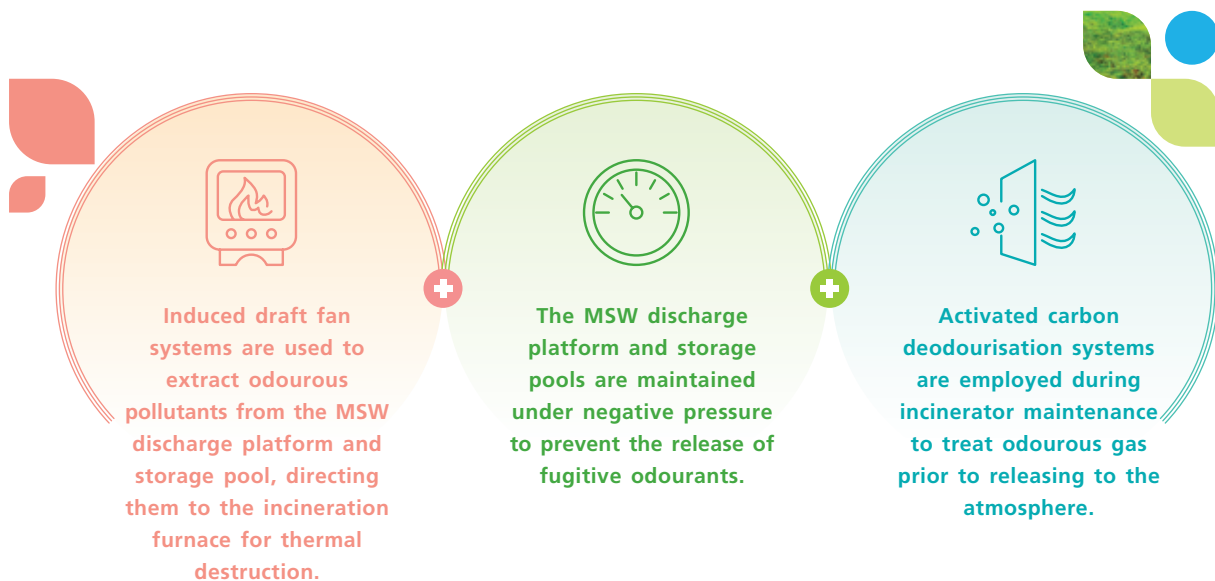 Induced draft fan
systems are used to
extract odourous
pollutants from the MSW
discharge platform and
storage pool, directing
them to the incineration
furnace for thermal
destruction.
The MSW discharge
platform and storage
pools are maintained
under negative pressure
to prevent the release of
fugitive odourants.
Activated carbon
deodourisation systems
are employed during
incinerator maintenance
to treat odourous gas
prior to releasing to the
atmosphere.